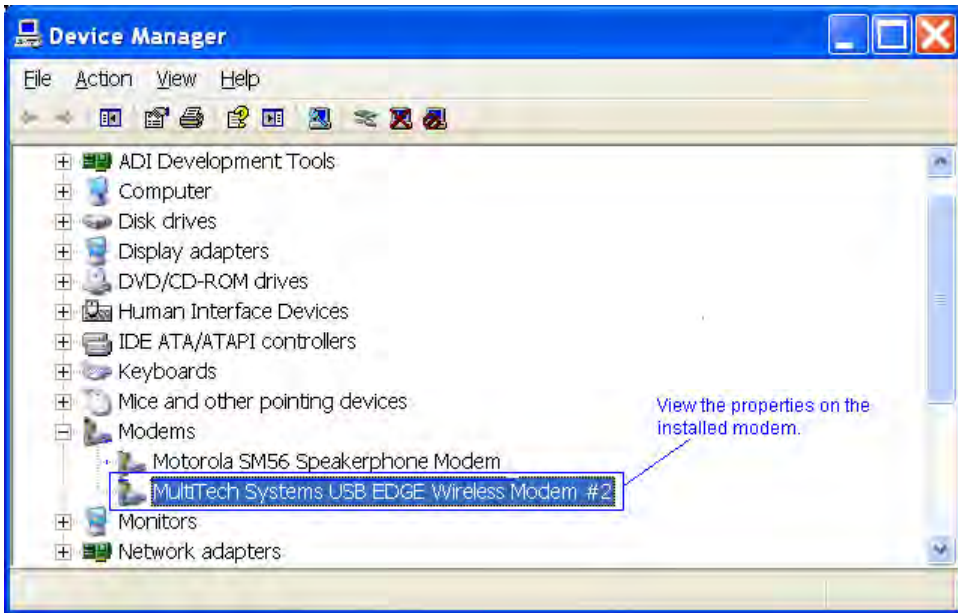 Device Manager
File Action View Help
ADI Development Tools
Computer
Disk drives
Display adapters
DVD/CD-ROM drives
Human Interface Devices
IDE ATA/ATAPI controllers
Keyboards
Mice and other pointing devices
View the properties on the
installed modem.
Modems
Motorola SM56 Speakerphone Modem
MultiTech Systems USB EDGE Wireless Modem #2
Monitors
Network adapters